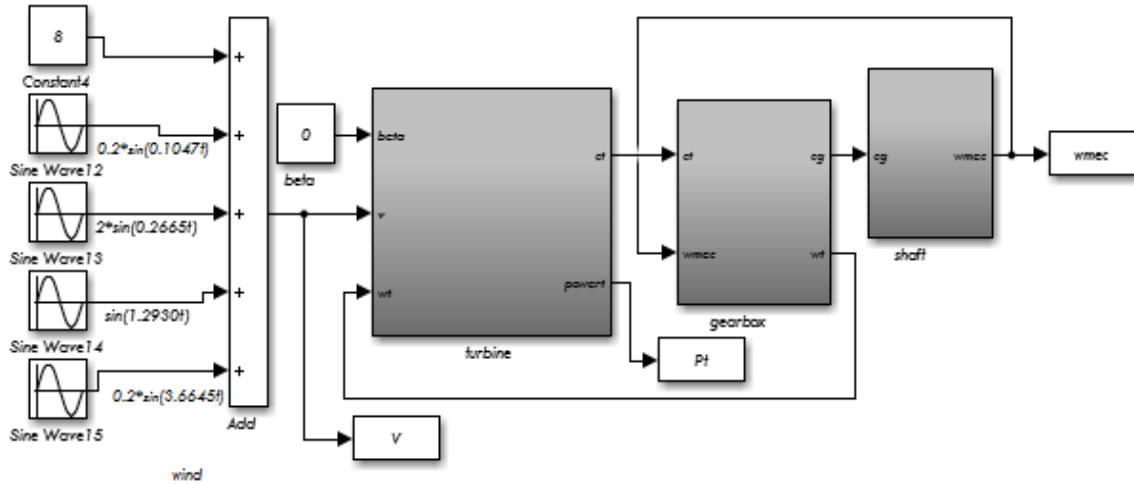 8
Constant4
0.2*sin(0.1047t)
Sine Wave12
2*sin(0.2665t)
Sine Wave13
sin(1.2930t)
Sine Wave14
0.2*sin(3.6645t)
Sine Wave15
wind
+
+
+
+
+
Add
0
beta
V
beta
v
wt
ct
powert
turbine
Pt
ct
wmec
cg
wt
gearbox
cg
wmec
shaft
wmec